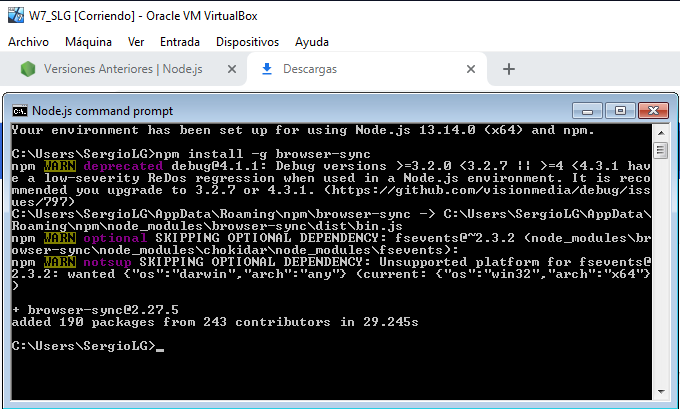 W7_SLG [Corriendo] - Oracle VM VirtualBox
Archivo Máquina Ver Entrada Dispositivos Ayuda
Versiones Anteriores | Node.js × Descargas × +
Node.js command prompt
Your environment has been set up for using Node.js 13.14.0 (x64) and npm.
C:\Users\SergioLG>npm install -g browser-sync
npm WARN deprecated debug@4.1.1: Debug versions >=3.2.0 <3.2.7 || >=4 <4.3.1 hav
e a low-severity ReDos regression when used in a Node.js environment. It is reco
mmended you upgrade to 3.2.7 or 4.3.1. (https://github.com/visionmedia/debug/iss
ues/797)
C:\Users\SergioLG\AppData\Roaming\npm\browser-sync -> C:\Users\SergioLG\AppData\
Roaming\npm\node_modules\browser-sync\dist\bin.js
npm WARN optional SKIPPING OPTIONAL DEPENDENCY: fsevents@~2.3.2 (node_modules\br
owser-sync\node_modules\chokidar\node_modules\fsevents):
npm WARN notsup SKIPPING OPTIONAL DEPENDENCY: Unsupported platform for fsevents@
2.3.2: wanted {"os":"darwin","arch":"any"} (current: {"os":"win32","arch":"x64"}
)
+ browser-sync@2.27.5
added 190 packages from 243 contributors in 29.245s
C:\Users\SergioLG>_